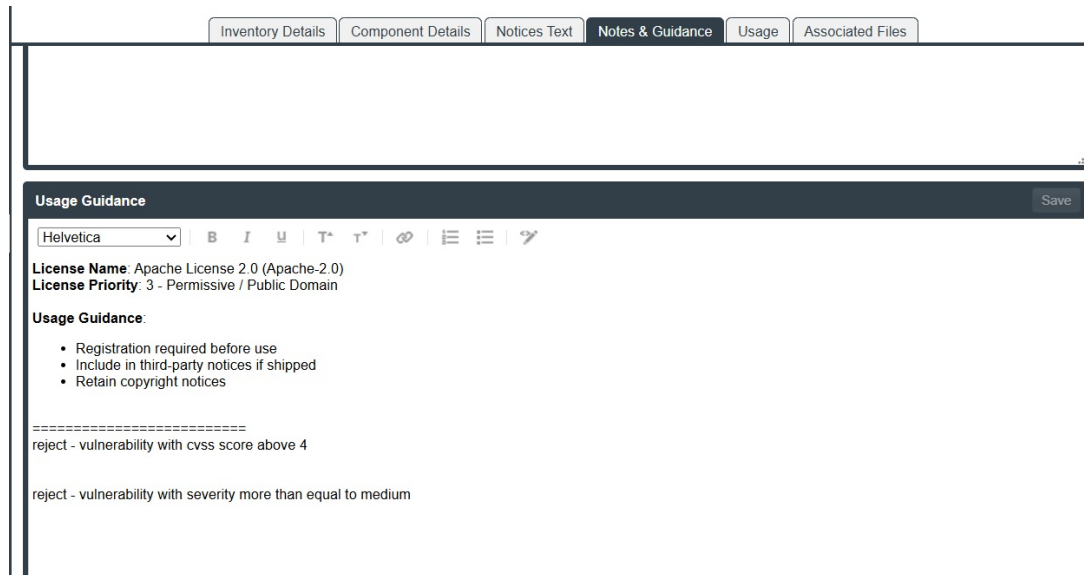 Inventory Details Component Details Notices Text Notes & Guidance Usage Associated Files
Usage Guidance Save
Helvetica B I U T T
License Name: Apache License 2.0 (Apache-2.0)
License Priority: 3 - Permissive / Public Domain
Usage Guidance:
• Registration required before use
• Include in third-party notices if shipped
• Retain copyright notices
==========================
reject - vulnerability with cvss score above 4
reject - vulnerability with severity more than equal to medium